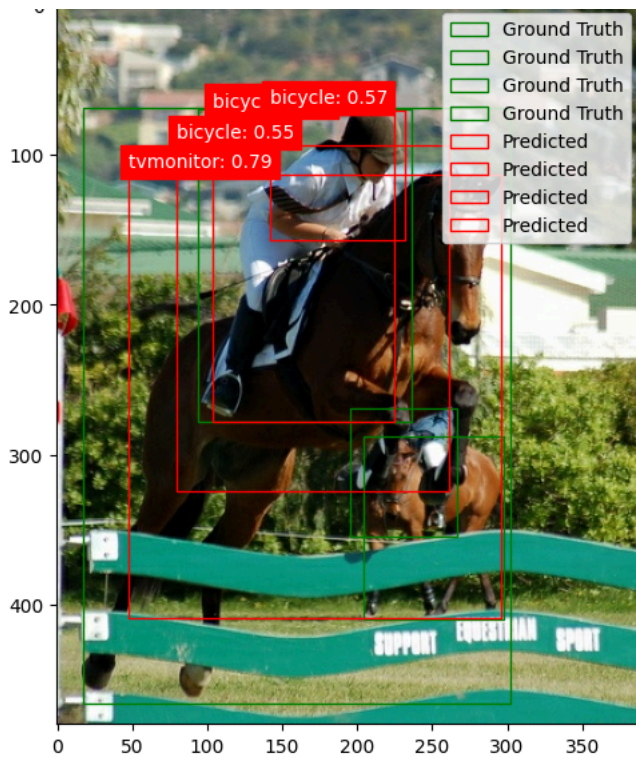 Ground Truth
Ground Truth
Ground Truth
Ground Truth
Predicted
Predicted
Predicted
Predicted
bicyc
bicycle: 0.57
bicycle: 0.55
tvmonitor: 0.79
100
200
300
400
SUPPORT EQUESTRIAN SPORT
0 50 100 150 200 250 300 350